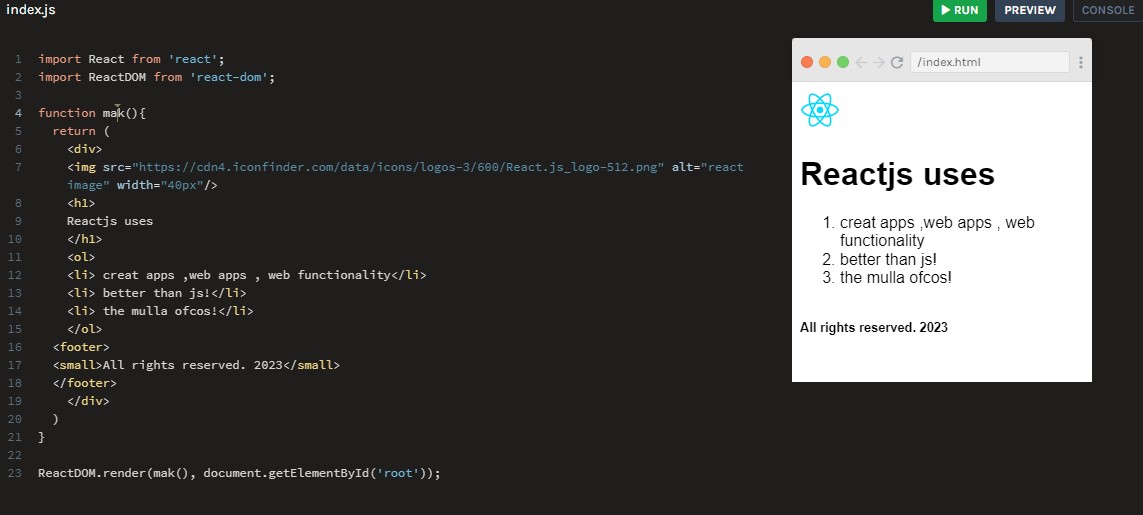 index.js
RUN PREVIEW CONSOLE
1 import React from 'react';
2 import ReactDOM from 'react-dom';
3
4 function mak(){
5 return (
6 <div>
7 <img src="https://cdn4.iconfinder.com/data/icons/logos-3/600/React.js_logo-512.png" alt="react
image" width="40px"/>
8 <h1>
9 Reactjs uses
10 </h1>
11 <ol>
12 <li> creat apps ,web apps , web functionality</li>
13 <li> better than js!</li>
14 <li> the mulla ofcos!</li>
15 </ol>
16 <footer>
17 <small>All rights reserved. 2023</small>
18 </footer>
19 </div>
20 )
21 }
22
23 ReactDOM.render(mak(), document.getElementById('root'));
/index.html
Reactjs uses
1. creat apps ,web apps , web
functionality
2. better than js!
3. the mulla ofcos!
All rights reserved. 2023